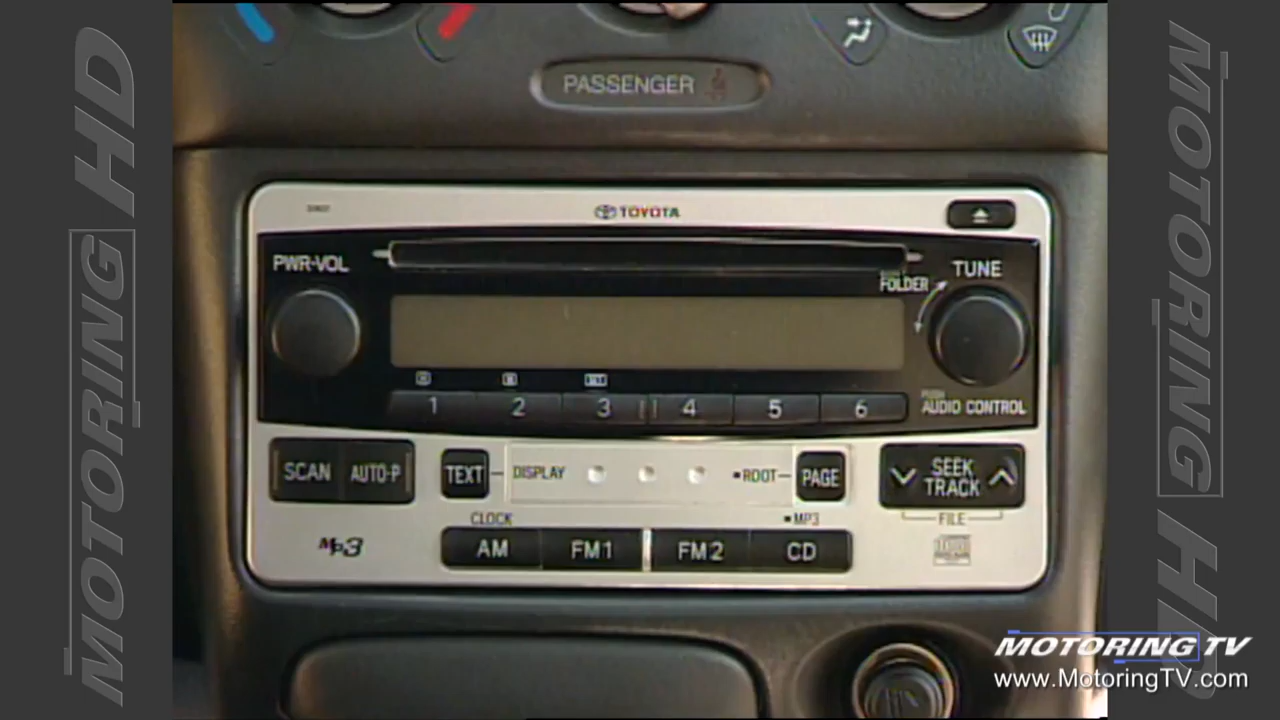 MOTORING HD
PASSENGER
TOYOTA
PWR-VOL
TUNE
FOLDER
1 2 3 4 5 6
PUSH
AUDIO CONTROL
SCAN AUTO-P
TEXT DISPLAY ROOT PAGE
SEEK
TRACK
FILE
CLOCK MP3
AM FM1 FM2 CD
MP3
MOTORING HD
MOTORING TV
www.MotoringTV.com